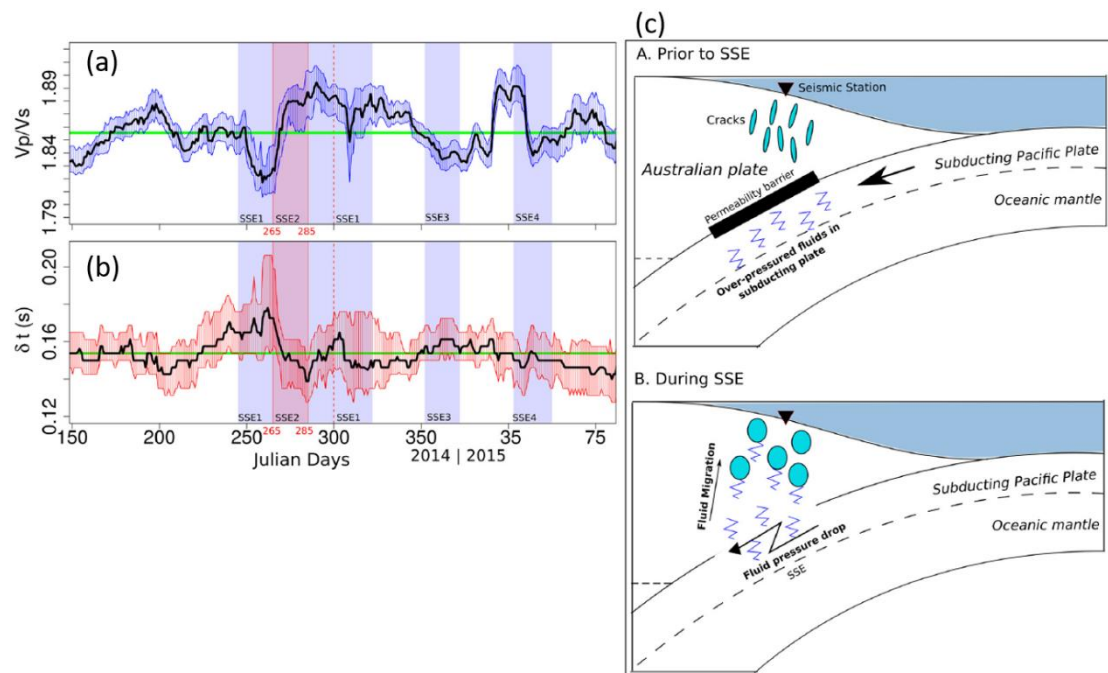 (a)
Vp/Vs
1.89
1.84
1.79
SSE1
SSE2
SSE1
SSE3
SSE4
265
285
(b)
δ t (s)
0.20
0.16
0.12
SSE1
SSE2
SSE1
SSE3
SSE4
265
285
150
200
250
300
350
35
75
Julian Days
2014 | 2015
(c)
A. Prior to SSE
Seismic Station
Cracks
Australian plate
Permeability barrier
Subducting Pacific Plate
Oceanic mantle
Over-pressured fluids in
subducting plate
B. During SSE
Fluid Migration
Subducting Pacific Plate
Oceanic mantle
Fluid pressure drop
SSE